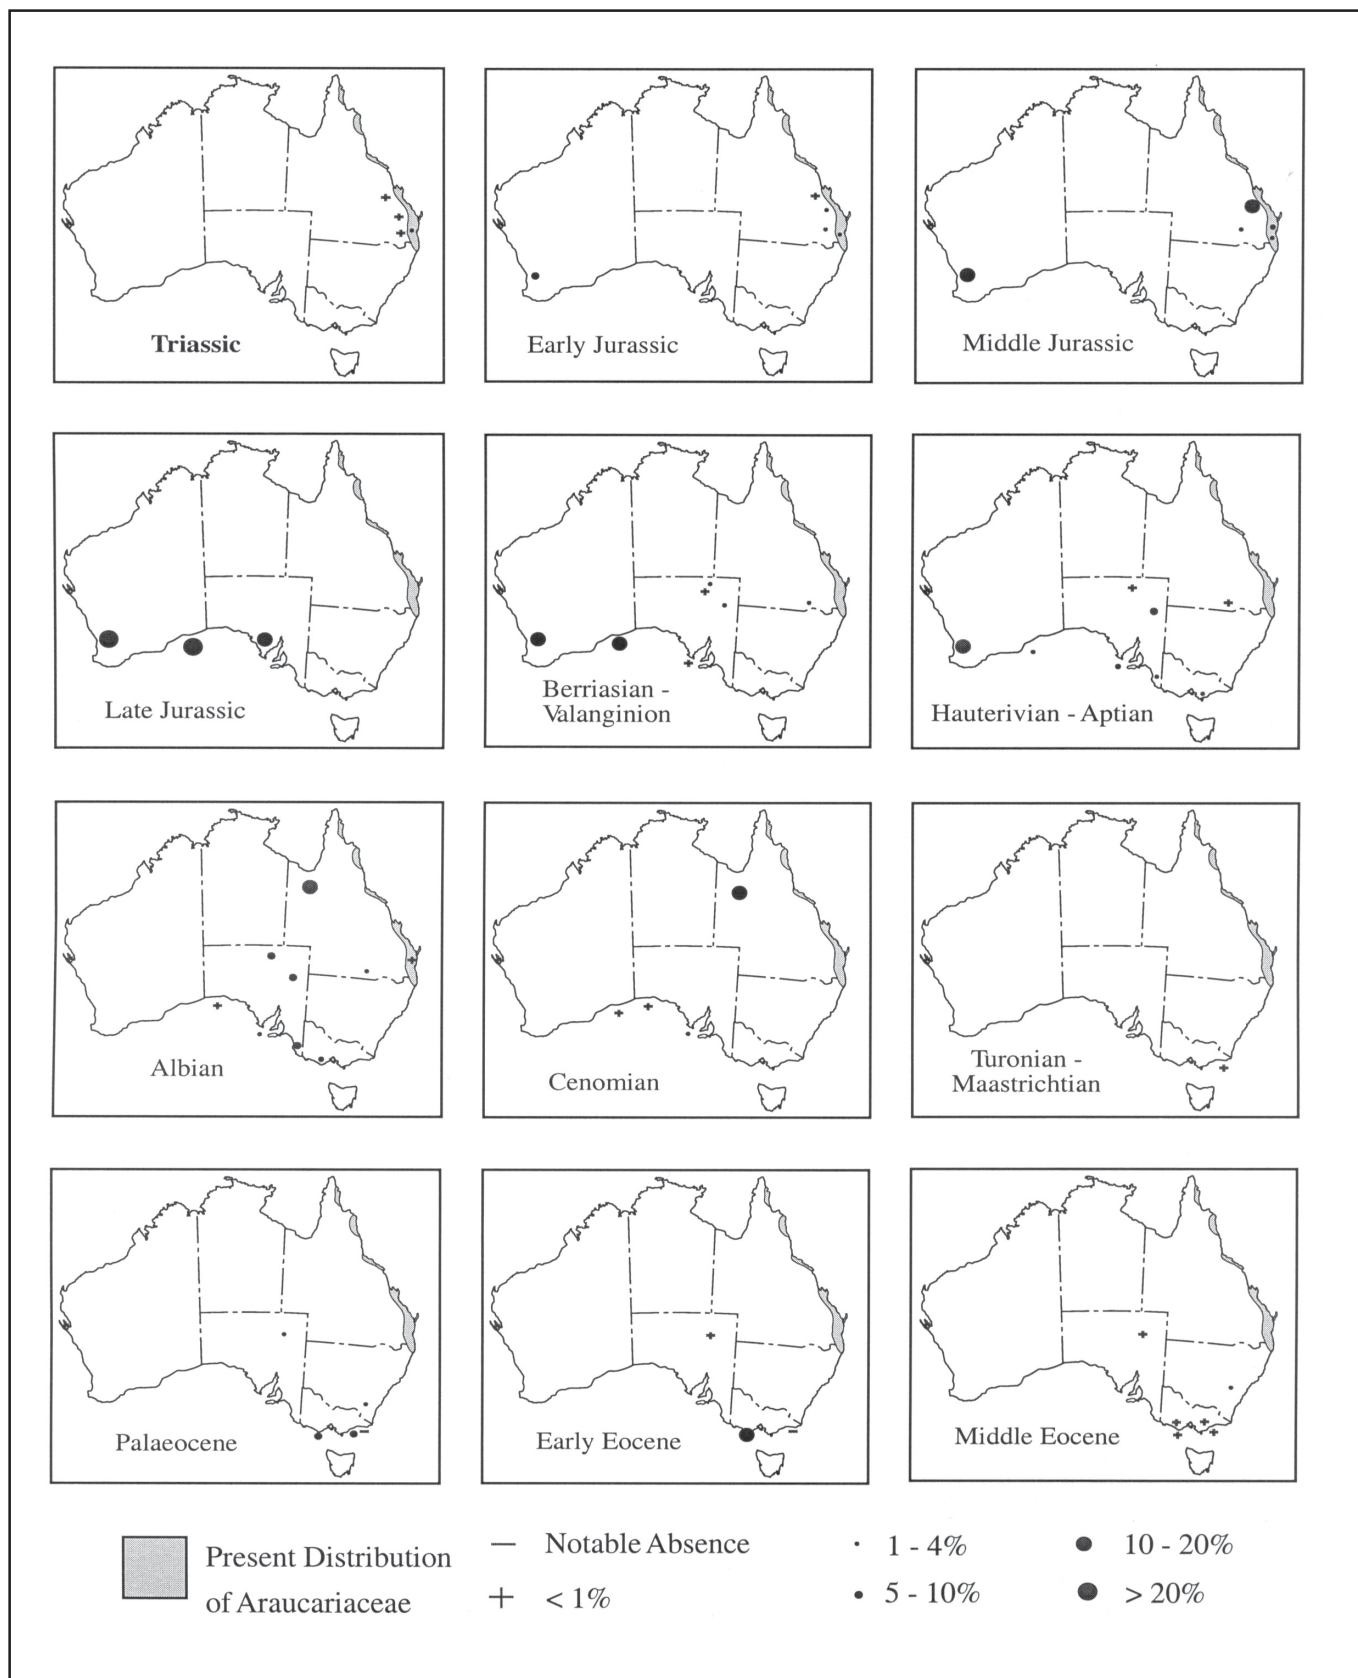 Triassic
Early Jurassic
Middle Jurassic
Late Jurassic
Berriasian -
Valanginion
Hauterivian - Aptian
Albian
Cenomian
Turonian -
Maastrichtian
Palaeocene
Early Eocene
Middle Eocene
Present Distribution
of Araucariaceae
Notable Absence
< 1%
1 - 4%
5 - 10%
10 - 20%
> 20%